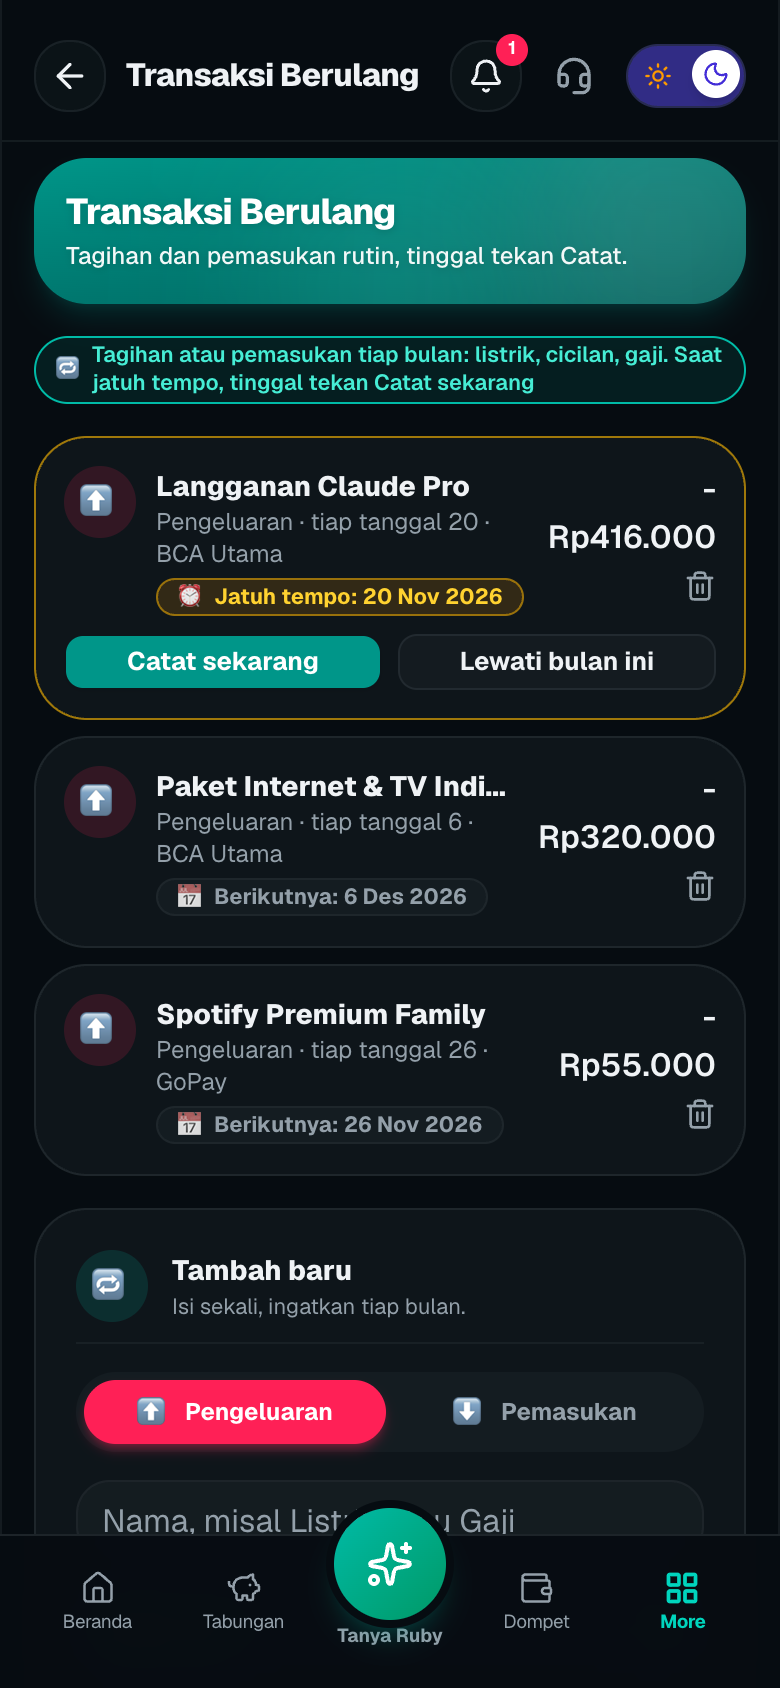 Transaksi Berulang
1
Transaksi Berulang
Tagihan dan pemasukan rutin, tinggal tekan Catat.
Tagihan atau pemasukan tiap bulan: listrik, cicilan, gaji. Saat
jatuh tempo, tinggal tekan Catat sekarang
Langganan Claude Pro
Pengeluaran · tiap tanggal 20 ·
BCA Utama
-
Rp416.000
Jatuh tempo: 20 Nov 2026
Catat sekarang
Lewati bulan ini
Paket Internet & TV Indi...
Pengeluaran · tiap tanggal 6 ·
BCA Utama
-
Rp320.000
17
Berikutnya: 6 Des 2026
Spotify Premium Family
Pengeluaran · tiap tanggal 26 ·
GoPay
-
Rp55.000
17
Berikutnya: 26 Nov 2026
Tambah baru
Isi sekali, ingatkan tiap bulan.
Pengeluaran
Pemasukan
Nama, misal Gaji
Beranda
Tabungan
Tanya Ruby
Dompet
More